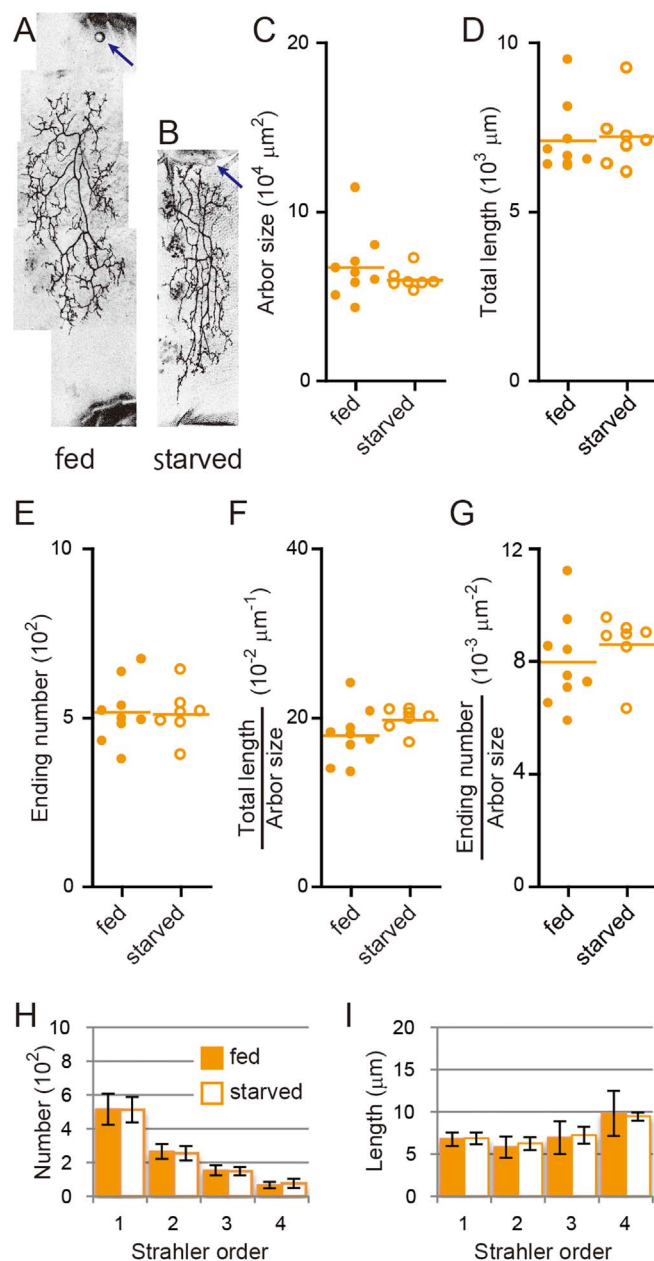 A
B
fed
starved
C
Arbor size (10⁴ μm²)
20
10
0
fed
starved
D
Total length (10³ μm)
10
5
0
fed
starved
E
Ending number (10²)
10
5
0
fed
starved
F
Total length
Arbor size
(10⁻² μm⁻¹)
40
20
0
fed
starved
G
Ending number
Arbor size
(10⁻³ μm⁻²)
12
8
4
0
fed
starved
H
Number (10²)
10
8
6
4
2
0
fed
starved
1 2 3 4
Strahler order
I
Length (μm)
20
15
10
5
0
1 2 3 4
Strahler order